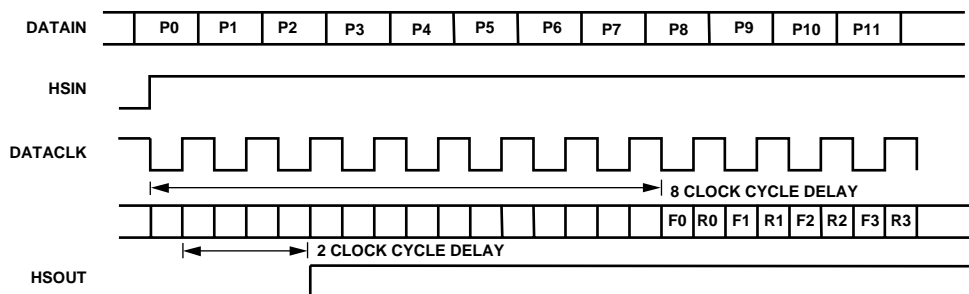 DATAIN P0 P1 P2 P3 P4 P5 P6 P7 P8 P9 P10 P11
HSIN
DATACLK
8 CLOCK CYCLE DELAY
F0 R0 F1 R1 F2 R2 F3 R3
2 CLOCK CYCLE DELAY
HSOUT